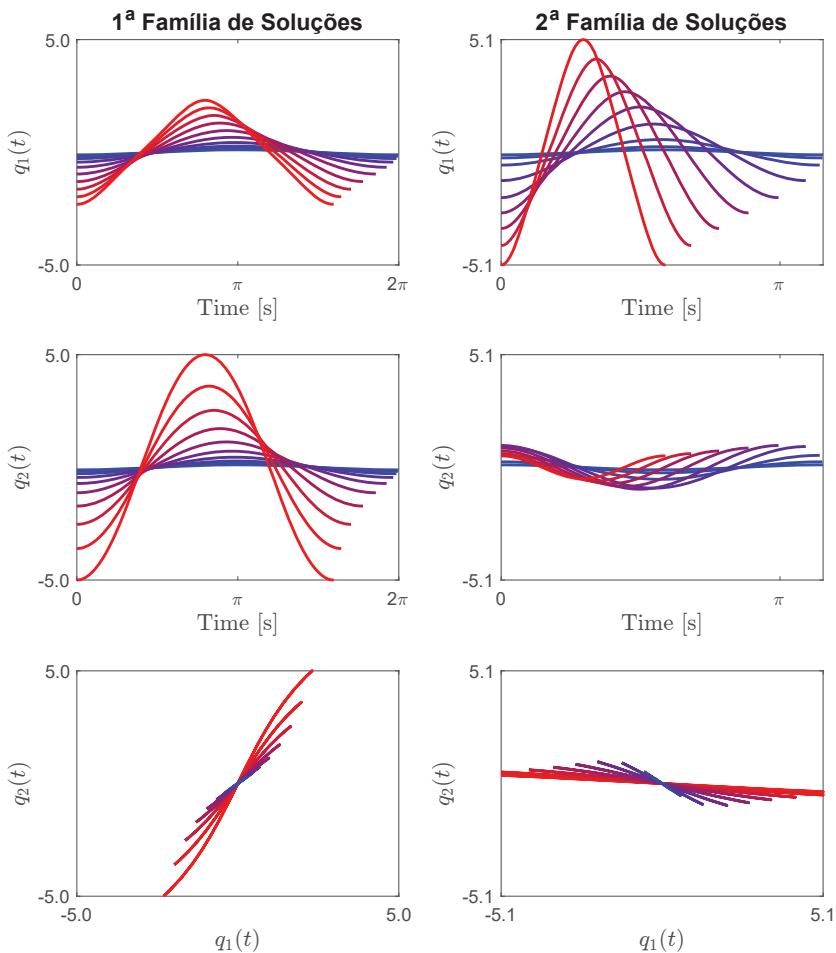 1ª Família de Soluções
2ª Família de Soluções
5.0
q₁(t)
-5.0
0
π
2π
Time [s]
5.1
q₁(t)
-5.1
0
π
Time [s]
5.0
q₂(t)
-5.0
0
π
2π
Time [s]
5.1
q₂(t)
-5.1
0
π
Time [s]
5.0
q₂(t)
-5.0
-5.0
5.0
q₁(t)
5.1
q₂(t)
-5.1
-5.1
5.1
q₁(t)